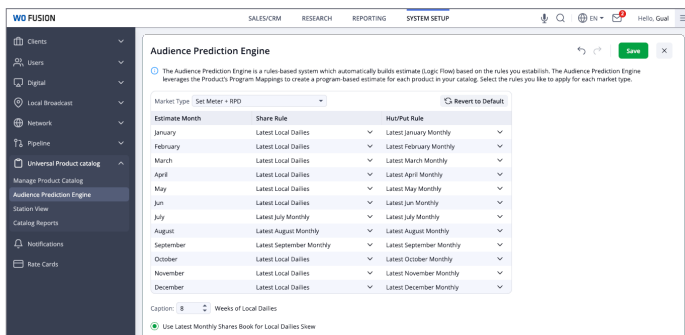 WO FUSION
SALES/CRM RESEARCH REPORTING SYSTEM SETUP
EN 2 Hello, Gual
Clients
Users
Digital
Local Broadcast
Network
Pipeline
Universal Product catalog
Manage Product Catalog
Audience Prediction Engine
Station View
Catalog Reports
Notifications
Rate Cards
Audience Prediction Engine
Save
The Audience Prediction Engine is a rules-based system which automatically builds estimate (Logic Flow) based on the rules you establish. The Audience Prediction Engine
leverages the Product's Program Mappings to create a program-based estimate for each product in your catalog. Select the rules you like to apply for each market type.
Market Type Set Meter + RPD Revert to Default
Estimate Month Share Rule Hut/Put Rule
January Latest Local Dailies Latest January Monthly
February Latest Local Dailies Latest February Monthly
March Latest Local Dailies Latest March Monthly
April Latest Local Dailies Latest April Monthly
May Latest Local Dailies Latest May Monthly
Jun Latest Local Dailies Latest Jun Monthly
July Latest July Monthly Latest July Monthly
August Latest August Monthly Latest August Monthly
September Latest September Monthly Latest September Monthly
October Latest Local Dailies Latest October Monthly
November Latest Local Dailies Latest November Monthly
December Latest Local Dailies Latest December Monthly
Caption: 8 Weeks of Local Dailies
Use Latest Monthly Shares Book for Local Dailies Skew